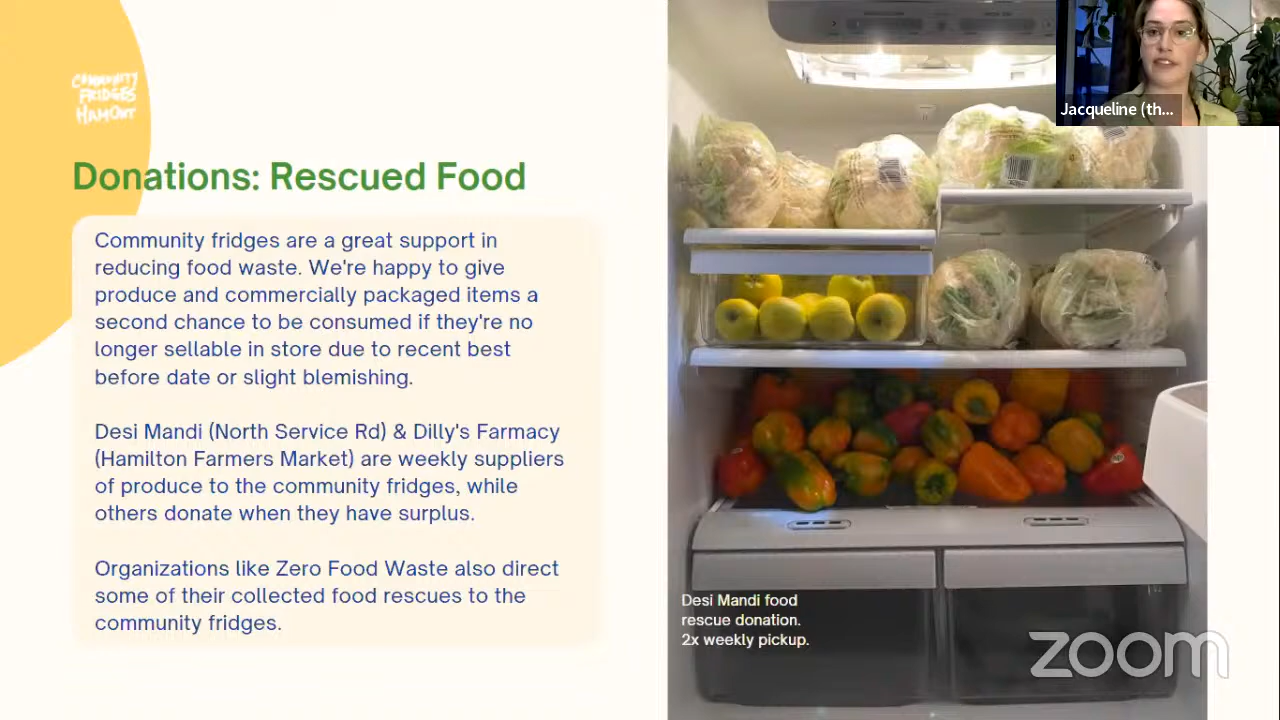 COMMUNITY
FRIDGES
HAMONT
Donations: Rescued Food
Community fridges are a great support in
reducing food waste. We're happy to give
produce and commercially packaged items a
second chance to be consumed if they're no
longer sellable in store due to recent best
before date or slight blemishing.
Desi Mandi (North Service Rd) & Dilly's Farmacy
(Hamilton Farmers Market) are weekly suppliers
of produce to the community fridges, while
others donate when they have surplus.
Organizations like Zero Food Waste also direct
some of their collected food rescues to the
community fridges.
Jacqueline (th...
Desi Mandi food
rescue donation.
2x weekly pickup.
zoom